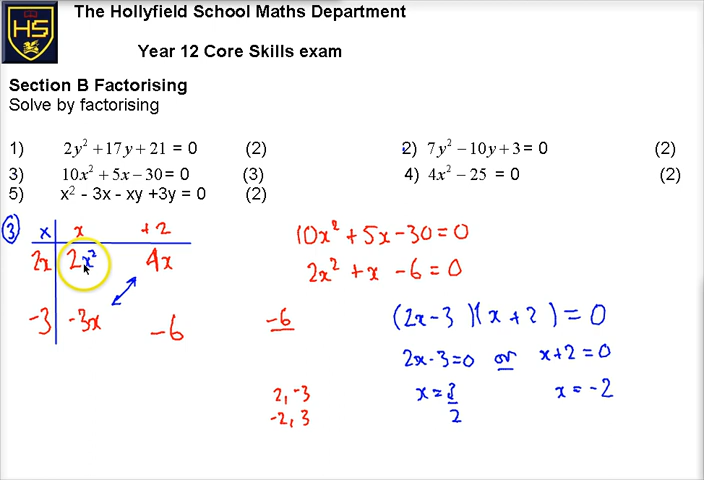 HS
The Hollyfield School Maths Department
Year 12 Core Skills exam
Section B Factorising
Solve by factorising
1) 2y² + 17y + 21 = 0 (2)
2) 7y² − 10y + 3 = 0 (2)
3) 10x² + 5x − 30 = 0 (3)
4) 4x² − 25 = 0 (2)
5) x² - 3x - xy +3y = 0 (2)
③ x x +2
2x 2x² 4x
-3 -3x -6
10x² + 5x - 30 = 0
2x² + x - 6 = 0
-6
2, -3
-2, 3
(2x-3)(x+2) = 0
2x-3=0 or x+2=0
x = 3/2 x = -2